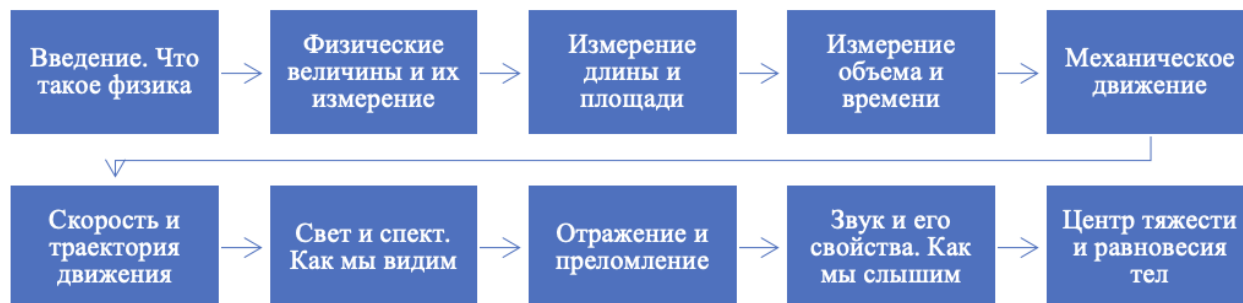 Введение. Что
такое физика
Физические
величины и их
измерение
Измерение
длины и
площади
Измерение
объема и
времени
Механическое
движение
Скорость и
траектория
движения
Свет и спект.
Как мы видим
Отражение и
преломление
Звук и его
свойства. Как
мы слышим
Центр тяжести
и равновесия
тел